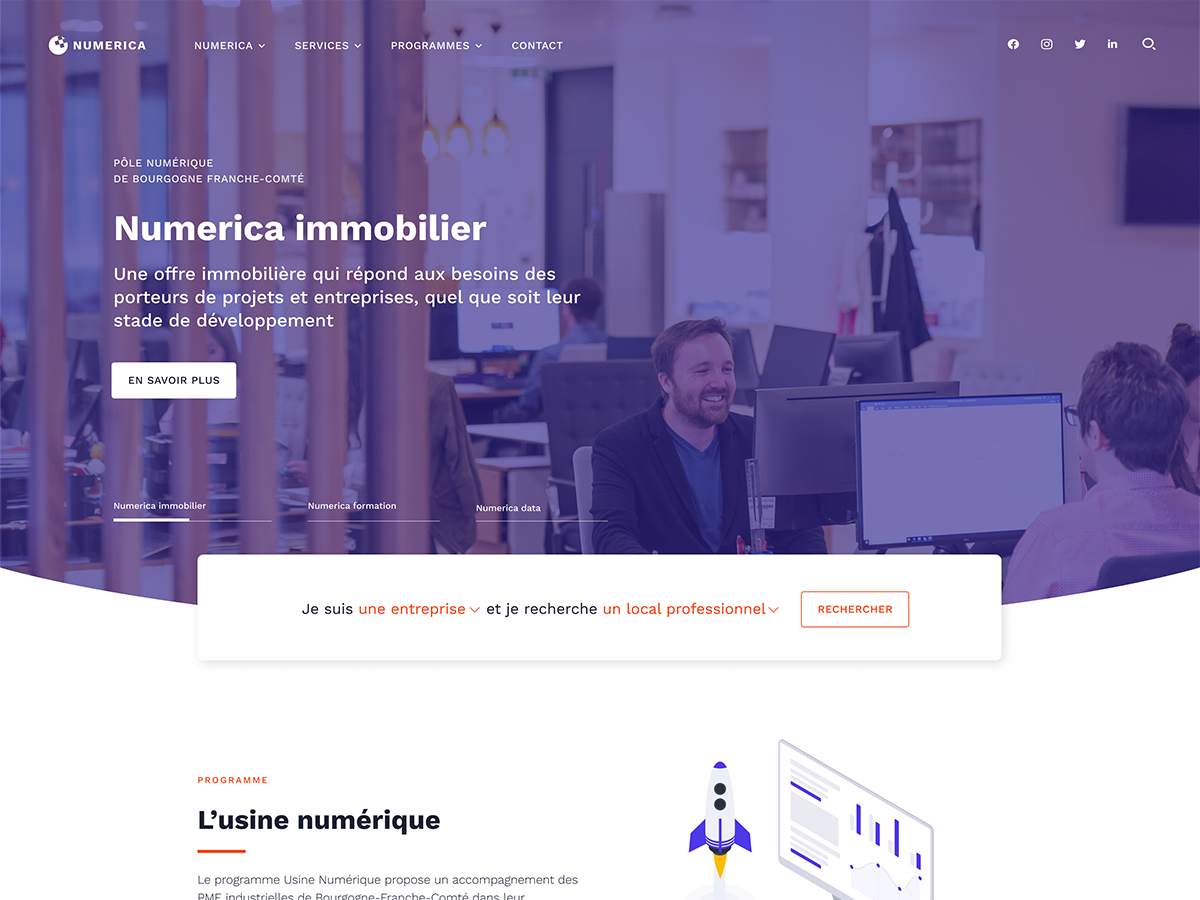 NUMERICA
NUMERICA SERVICES PROGRAMMES CONTACT
PÔLE NUMÉRIQUE
DE BOURGOGNE FRANCHE-COMTÉ
Numerica immobilier
Une offre immobilière qui répond aux besoins des
porteurs de projets et entreprises, quel que soit leur
stade de développement
EN SAVOIR PLUS
Numerica immobilier
Numerica formation
Numerica data
Je suis une entreprise et je recherche un local professionnel
RECHERCHER
PROGRAMME
L’usine numérique
Le programme Usine Numérique propose un accompagnement des
PME industrielles de Bourgogne-Franche-Comté dans leur